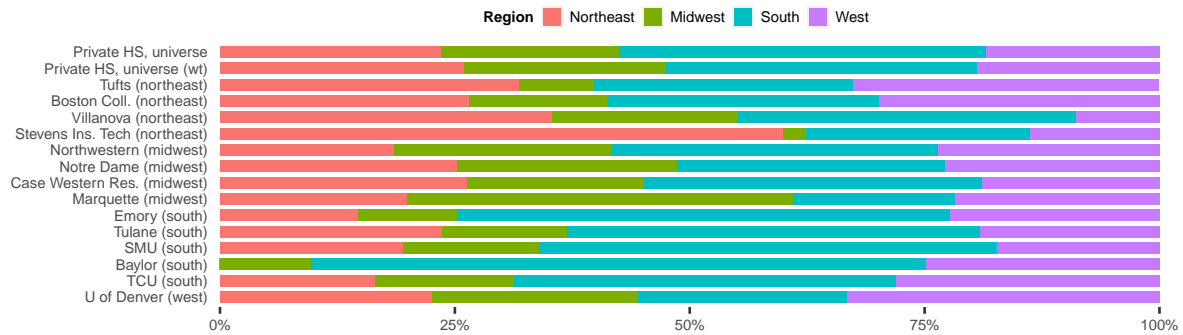 Region Northeast Midwest South West
Private HS, universe
Private HS, universe (wt)
Tufts (northeast)
Boston Coll. (northeast)
Villanova (northeast)
Stevens Ins. Tech (northeast)
Northwestern (midwest)
Notre Dame (midwest)
Case Western Res. (midwest)
Marquette (midwest)
Emory (south)
Tulane (south)
SMU (south)
Baylor (south)
TCU (south)
U of Denver (west)
0% 25% 50% 75% 100%